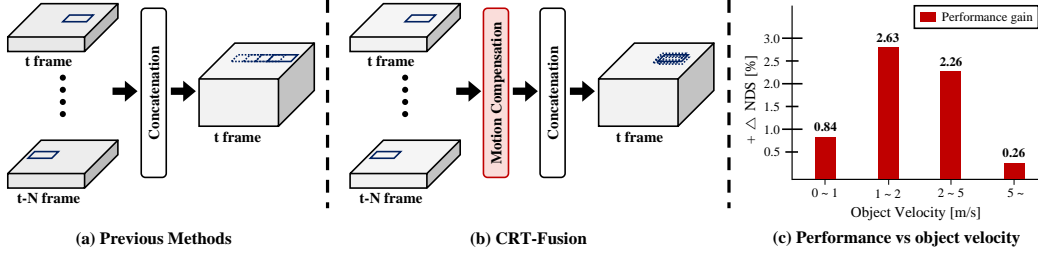 t frame
t-N frame
Concatenation
t frame
(a) Previous Methods
t frame
t-N frame
Motion Compensation
Concatenation
t frame
(b) CRT-Fusion
Performance gain
+ △ NDS [%]
3.0
2.5
2.0
1.0
0.5
0.84
2.63
2.26
0.26
0 ~ 1
1 ~ 2
2 ~ 5
5 ~
Object Velocity [m/s]
(c) Performance vs object velocity